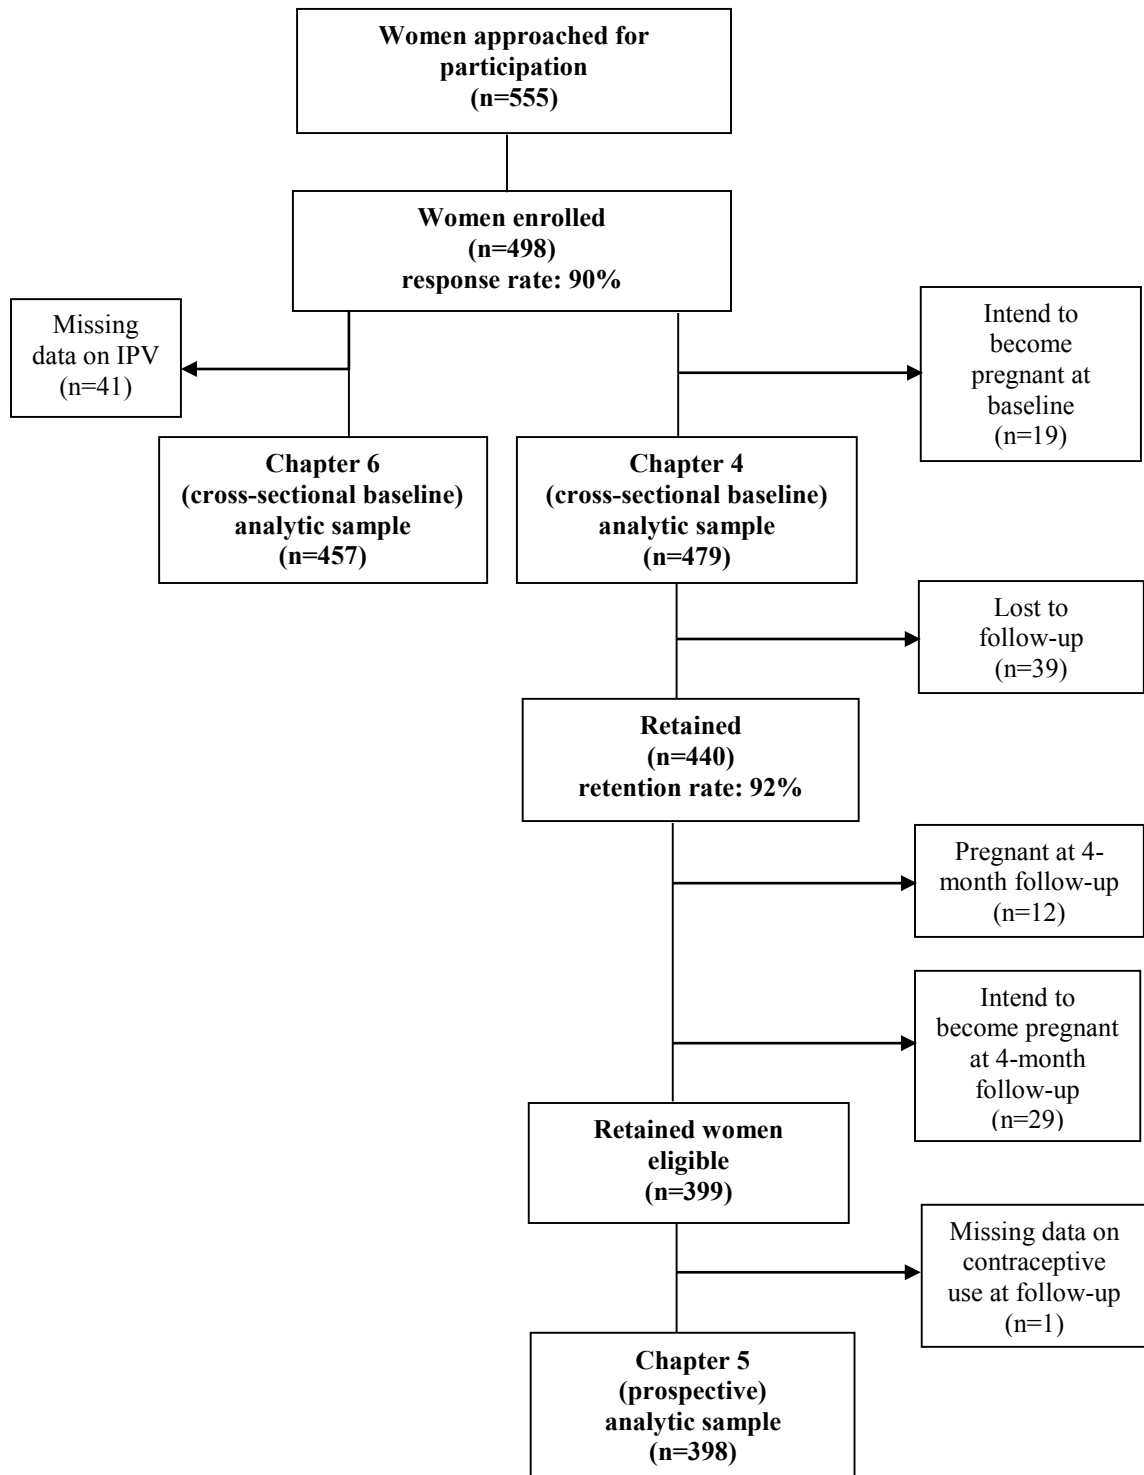 Women approached for
participation
(n=555)
Women enrolled
(n=498)
response rate: 90%
Missing
data on IPV
(n=41)
Intend to
become
pregnant at
baseline
(n=19)
Chapter 6
(cross-sectional baseline)
analytic sample
(n=457)
Chapter 4
(cross-sectional baseline)
analytic sample
(n=479)
Lost to
follow-up
(n=39)
Retained
(n=440)
retention rate: 92%
Pregnant at 4-
month follow-up
(n=12)
Intend to
become pregnant
at 4-month
follow-up
(n=29)
Retained women
eligible
(n=399)
Missing data on
contraceptive
use at follow-up
(n=1)
Chapter 5
(prospective)
analytic sample
(n=398)